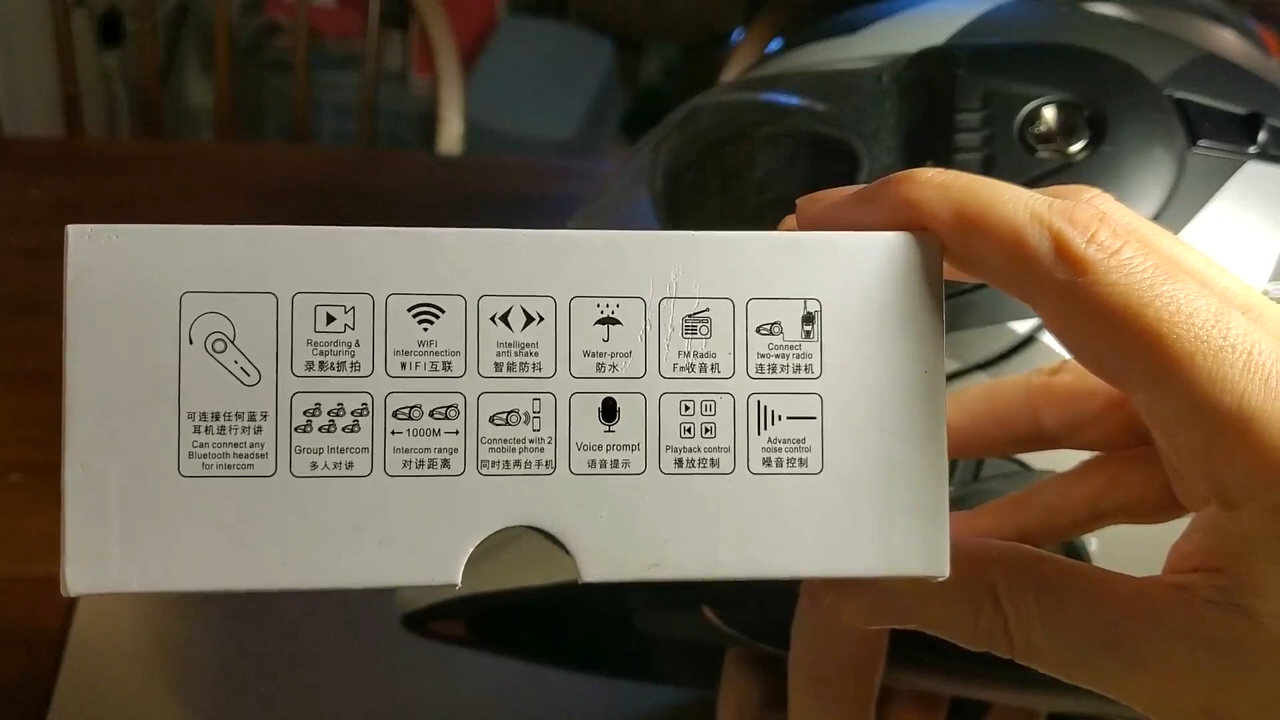 可连接任何蓝牙
耳机进行对讲
Can connect any
Bluetooth headset
for intercom
Recording &
Capturing
录影&抓拍
WIFI
interconnection
WIFI互联
Intelligent
anti shake
智能防抖
Water-proof
防水
FM Radio
Fm收音机
Connect
two-way radio
连接对讲机
Group Intercom
多人对讲
1000M
Intercom range
对讲距离
Connected with 2
mobile phone
同时连两台手机
Voice prompt
语音提示
Playback control
播放控制
Advanced
noise control
噪音控制